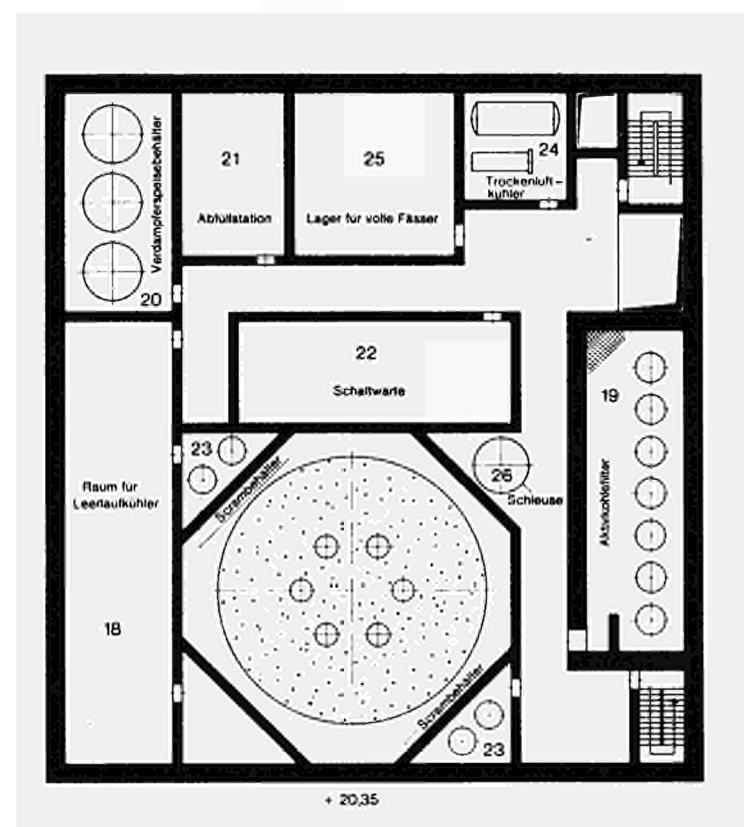 21
Abfüllstation
25
Lager für volle Fässer
24
Trockenluft-
kühler
Verdampferspeisebehälter
20
22
Schaltwarte
19
Aktivkohlefilter
23
Scrambehälter
26
Schleuse
Raum für
Leerlaufkühler
18
Scrambehälter
23
+ 20,35